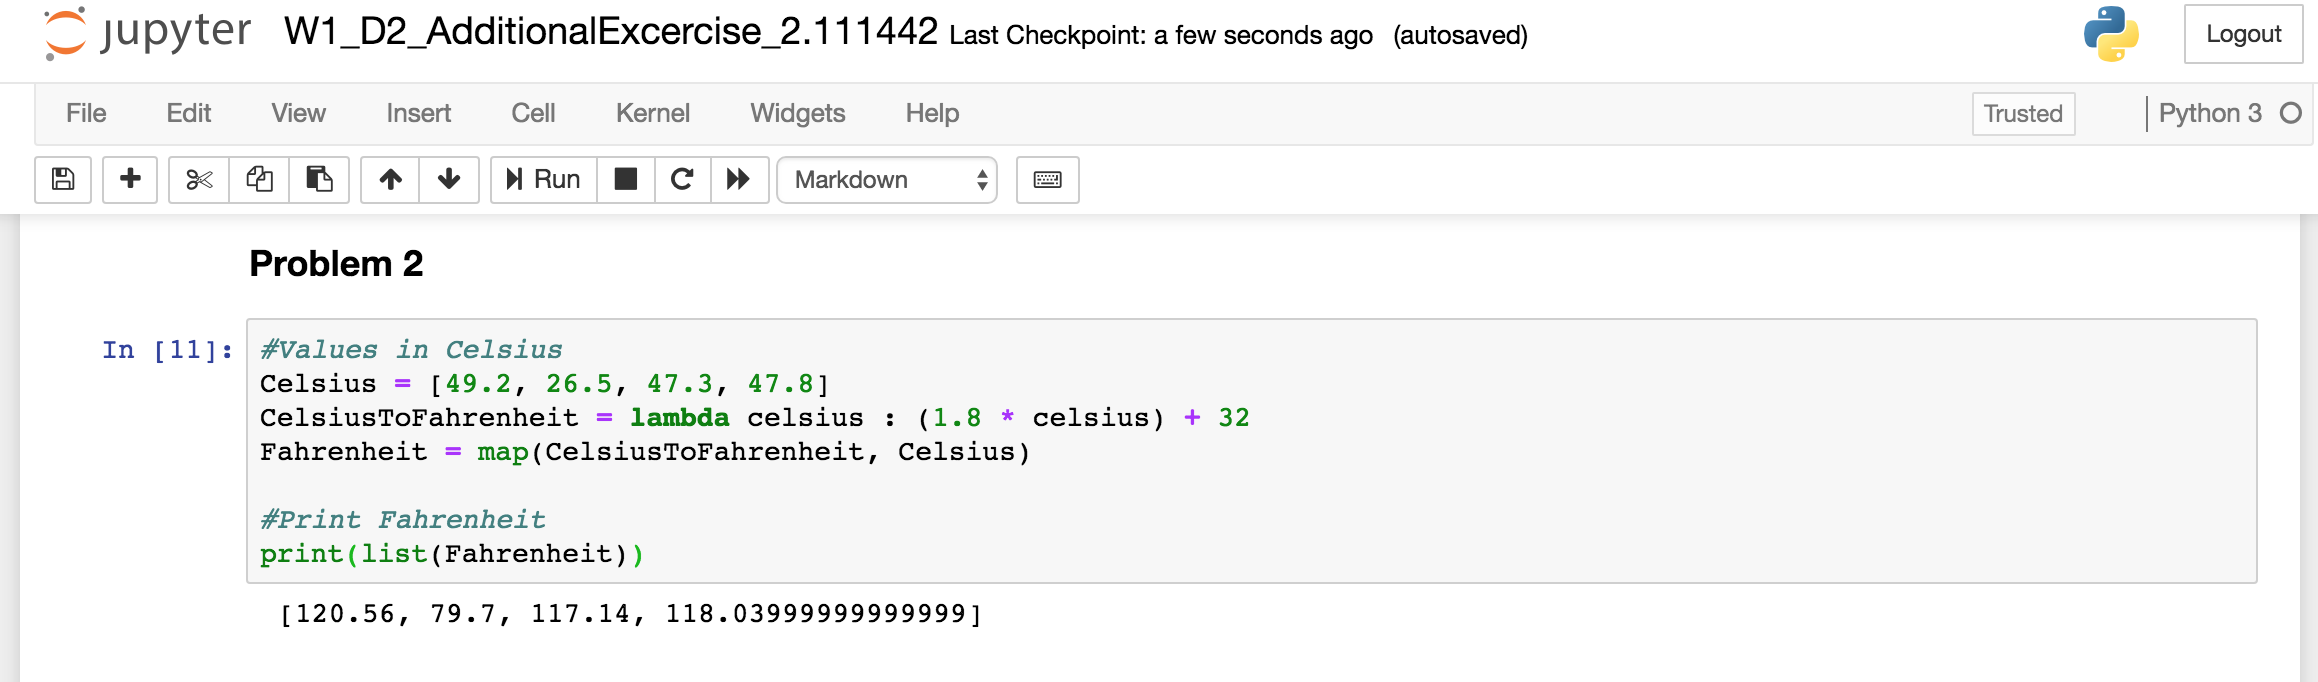 jupyter W1_D2_AdditionalExcercise_2.111442 Last Checkpoint: a few seconds ago (autosaved) Logout
File Edit View Insert Cell Kernel Widgets Help Trusted Python 3
Run Markdown
Problem 2
In [11]: #Values in Celsius
Celsius = [49.2, 26.5, 47.3, 47.8]
CelsiusToFahrenheit = lambda celsius : (1.8 * celsius) + 32
Fahrenheit = map(CelsiusToFahrenheit, Celsius)
#Print Fahrenheit
print(list(Fahrenheit))
[120.56, 79.7, 117.14, 118.03999999999999]